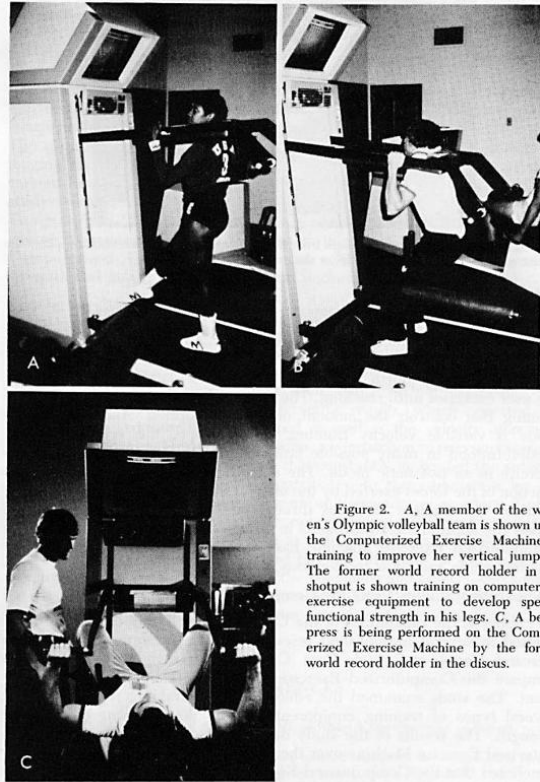 A
B
C
Figure 2. A, A member of the w
en's Olympic volleyball team is shown u
the Computerized Exercise Machine
training to improve her vertical jump
The former world record holder in
shotput is shown training on computer
exercise equipment to develop spe
functional strength in his legs. C, A be
press is being performed on the Com
erized Exercise Machine by the for
world record holder in the discus.